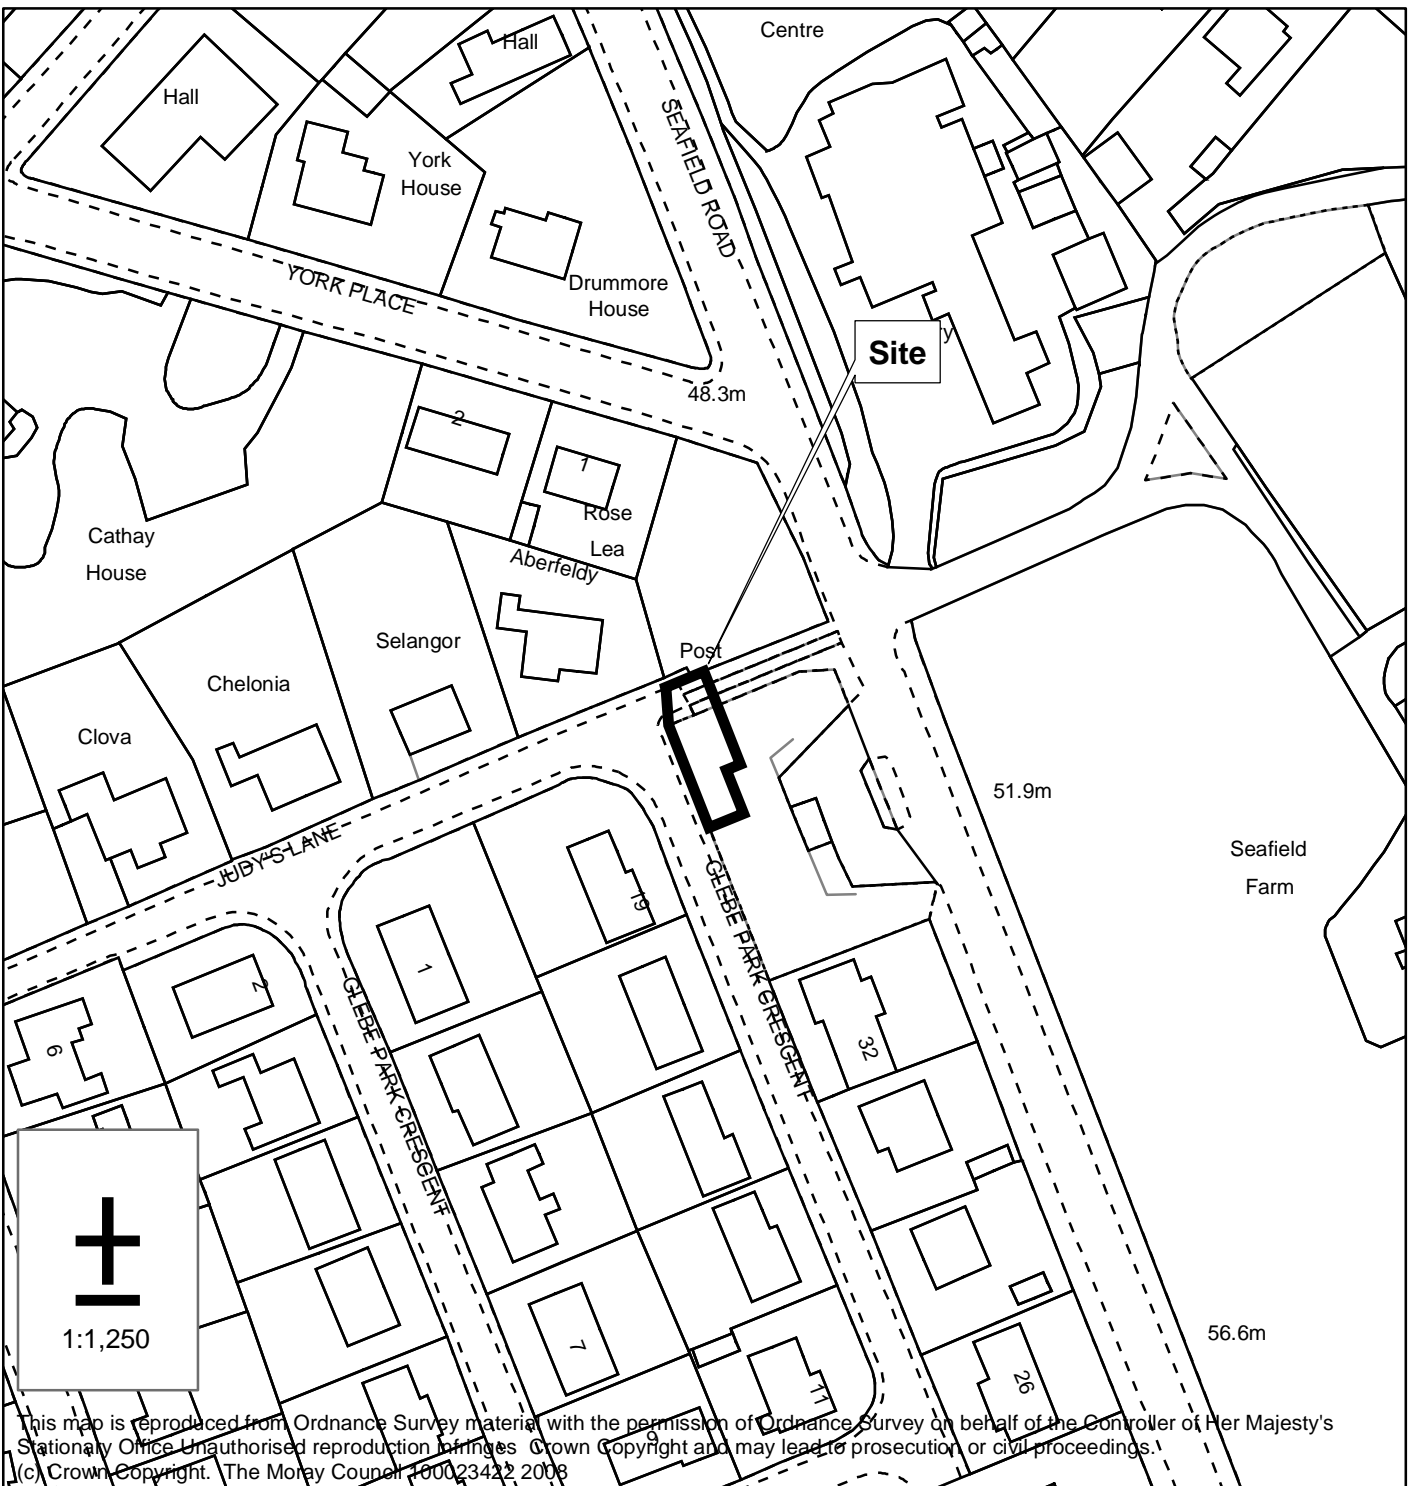 Centre
Hall
Hall
SEAFIELD ROAD
York
House
YORK PLACE
Drummore
House
Site
y
48.3m
2
1
Rose
Lea
Cathay
House
Aberfeldy
Selangor
Post
Chelonia
Clova
51.9m
JUDY'S LANE
Seafield
Farm
19
GLEBE PARK CRESCENT
1
2
GLEBE PARK CRESCENT
6
32
1:1,250
7
56.6m
26
11
9
This map is reproduced from Ordnance Survey material with the permission of Ordnance Survey on behalf of the Controller of Her Majesty's
Stationary Office Unauthorised reproduction infringes Crown Copyright and may lead to prosecution or civil proceedings.
(c) Crown Copyright. The Moray Council 100023422 2008